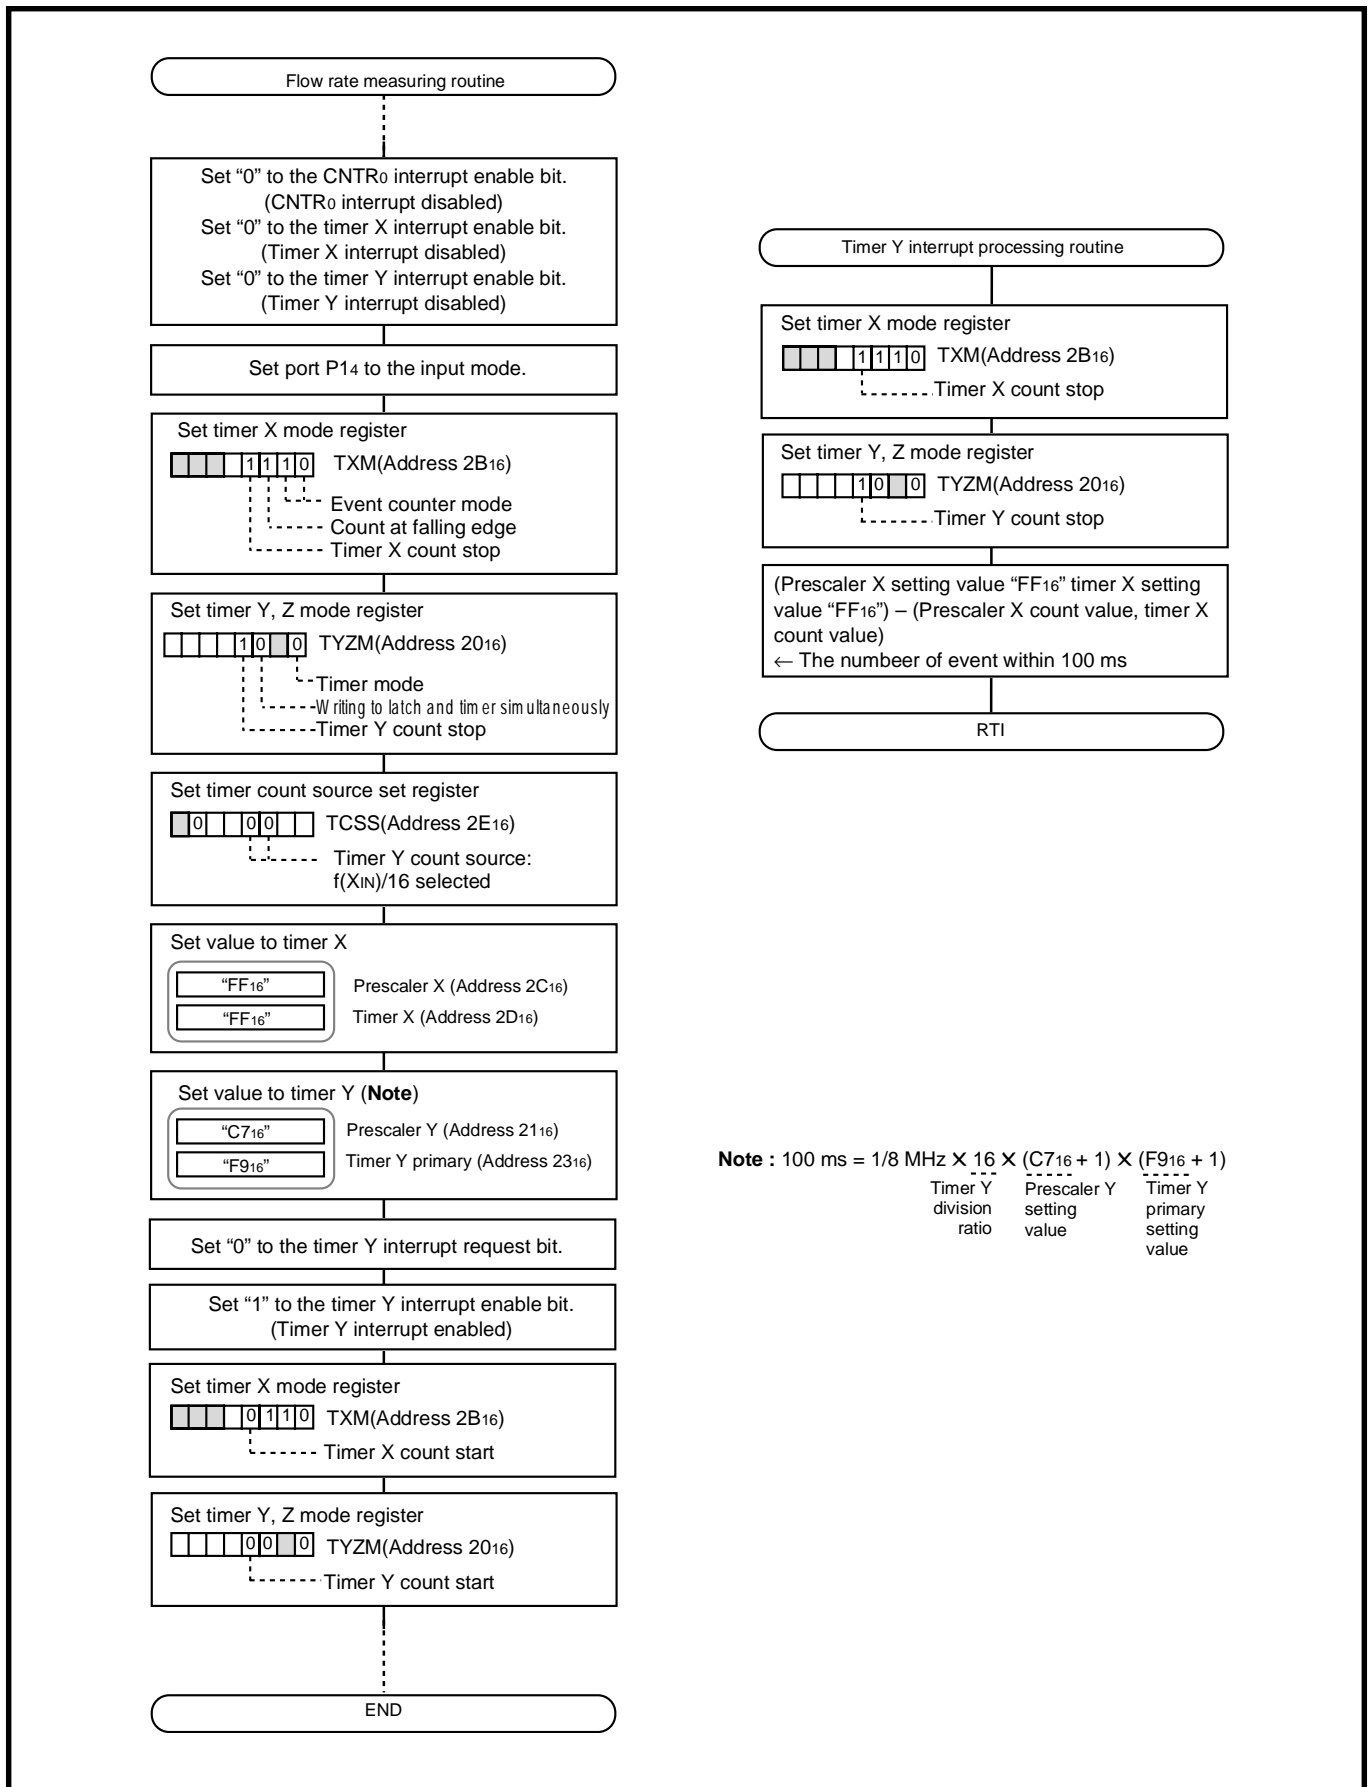 Flow rate measuring routine
Set “0” to the CNTR0 interrupt enable bit.
(CNTR0 interrupt disabled)
Set “0” to the timer X interrupt enable bit.
(Timer X interrupt disabled)
Set “0” to the timer Y interrupt enable bit.
(Timer Y interrupt disabled)
Set port P14 to the input mode.
Set timer X mode register
1 1 1 0 TXM(Address 2B16)
Event counter mode
Count at falling edge
Timer X count stop
Set timer Y, Z mode register
1 0 0 TYZM(Address 2016)
Timer mode
Writing to latch and timer simultaneously
Timer Y count stop
Set timer count source set register
0 0 0 TCSS(Address 2E16)
Timer Y count source:
f(XIN)/16 selected
Set value to timer X
“FF16” Prescaler X (Address 2C16)
“FF16” Timer X (Address 2D16)
Set value to timer Y (Note)
“C716” Prescaler Y (Address 2116)
“F916” Timer Y primary (Address 2316)
Set “0” to the timer Y interrupt request bit.
Set “1” to the timer Y interrupt enable bit.
(Timer Y interrupt enabled)
Set timer X mode register
0 1 1 0 TXM(Address 2B16)
Timer X count start
Set timer Y, Z mode register
0 0 0 TYZM(Address 2016)
Timer Y count start
END
Timer Y interrupt processing routine
Set timer X mode register
1 1 1 0 TXM(Address 2B16)
Timer X count stop
Set timer Y, Z mode register
1 0 0 TYZM(Address 2016)
Timer Y count stop
(Prescaler X setting value “FF16” timer X setting
value “FF16”) – (Prescaler X count value, timer X
count value)
← The numbeer of event within 100 ms
RTI
Note : 100 ms = 1/8 MHz × 16 × (C716 + 1) × (F916 + 1)
Timer Y
division
ratio
Prescaler Y
setting
value
Timer Y
primary
setting
value